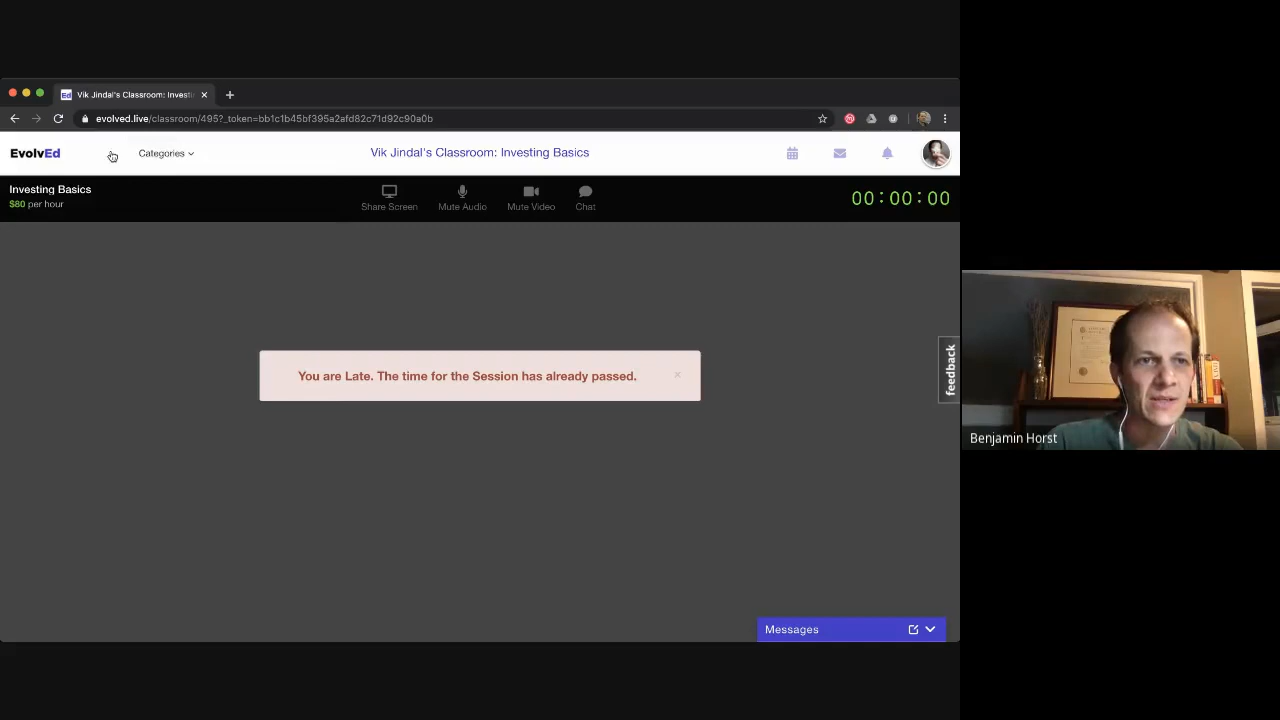 Vik Jindal's Classroom: Investi
evolved.live/classroom/495?_token=bb1c1b45bf395a2afd82c71d92c90a0b
EvolvEd
Categories
Vik Jindal's Classroom: Investing Basics
Investing Basics
$80 per hour
Share Screen
Mute Audio
Mute Video
Chat
00:00:00
You are Late. The time for the Session has already passed.
×
feedback
Messages
Benjamin Horst